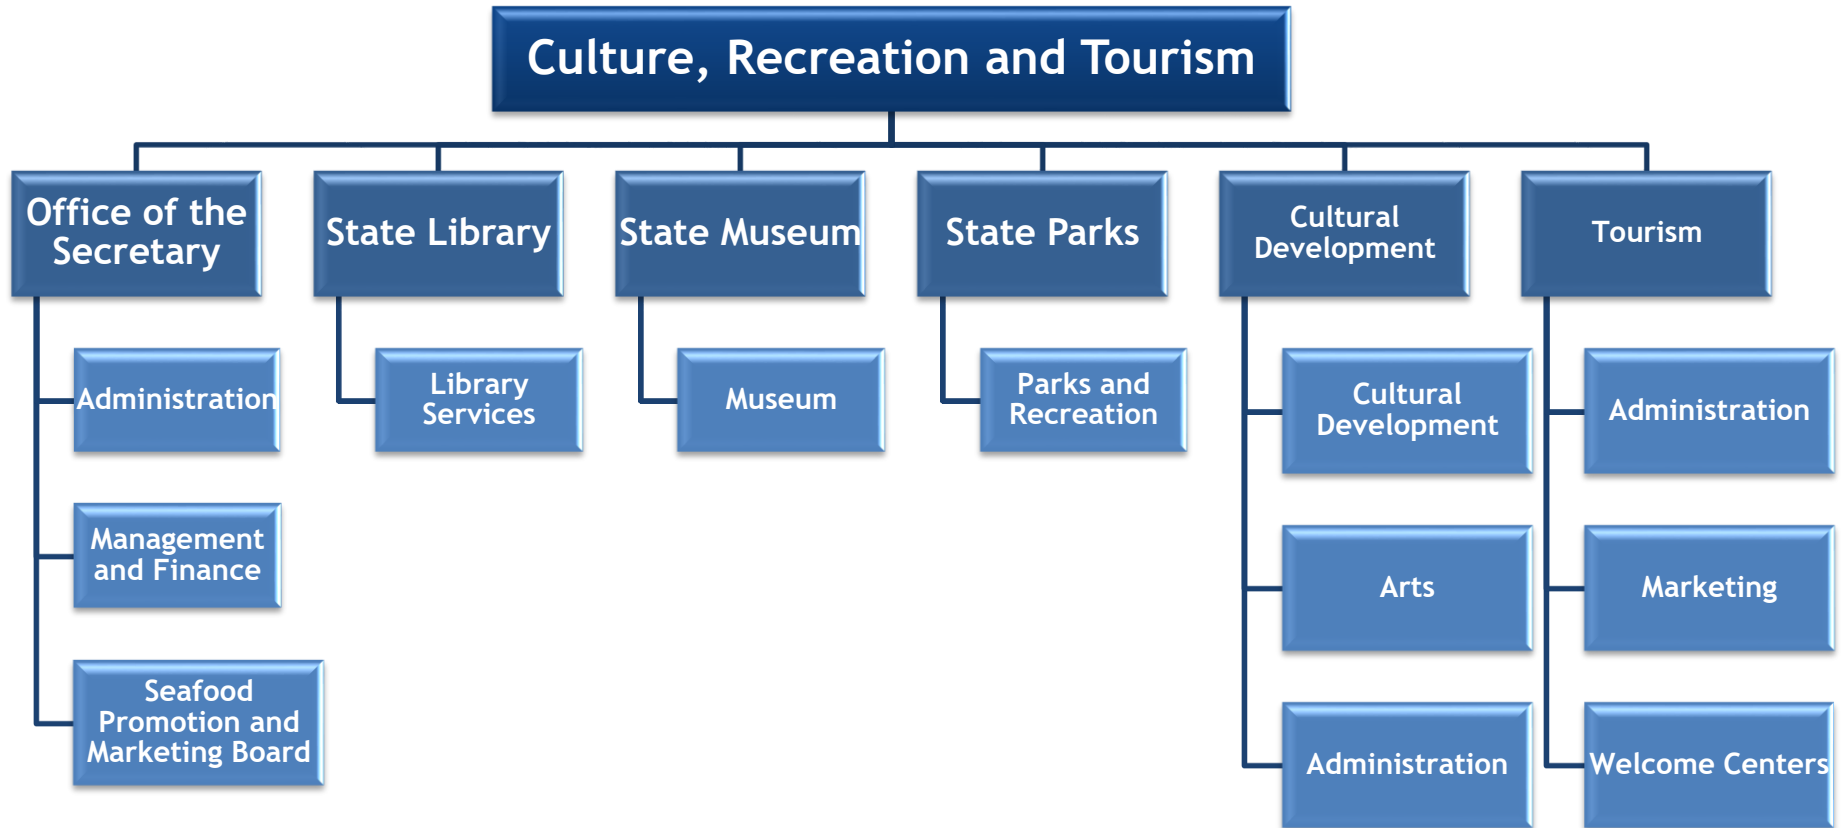 Culture, Recreation and Tourism
Office of the
Secretary
State Library
State Museum
State Parks
Cultural
Development
Tourism
Administration
Management
and Finance
Seafood
Promotion and
Marketing Board
Library
Services
Museum
Parks and
Recreation
Cultural
Development
Arts
Administration
Administration
Marketing
Welcome Centers